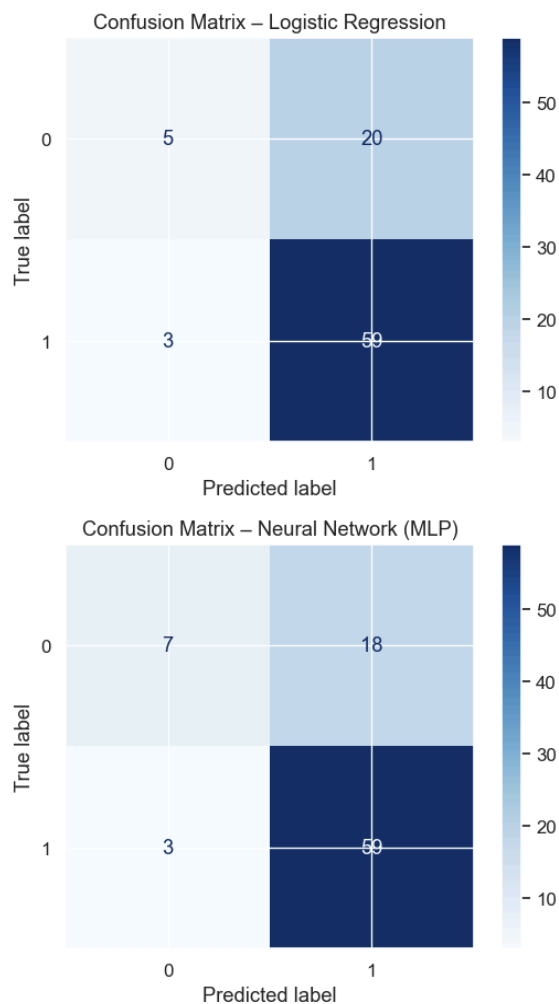 Confusion Matrix – Logistic Regression
50
0 5 20
40
True label
30
20
1 3 59
10
0 1
Predicted label
Confusion Matrix – Neural Network (MLP)
50
0 7 18
40
True label
30
20
1 3 59
10
0 1
Predicted label